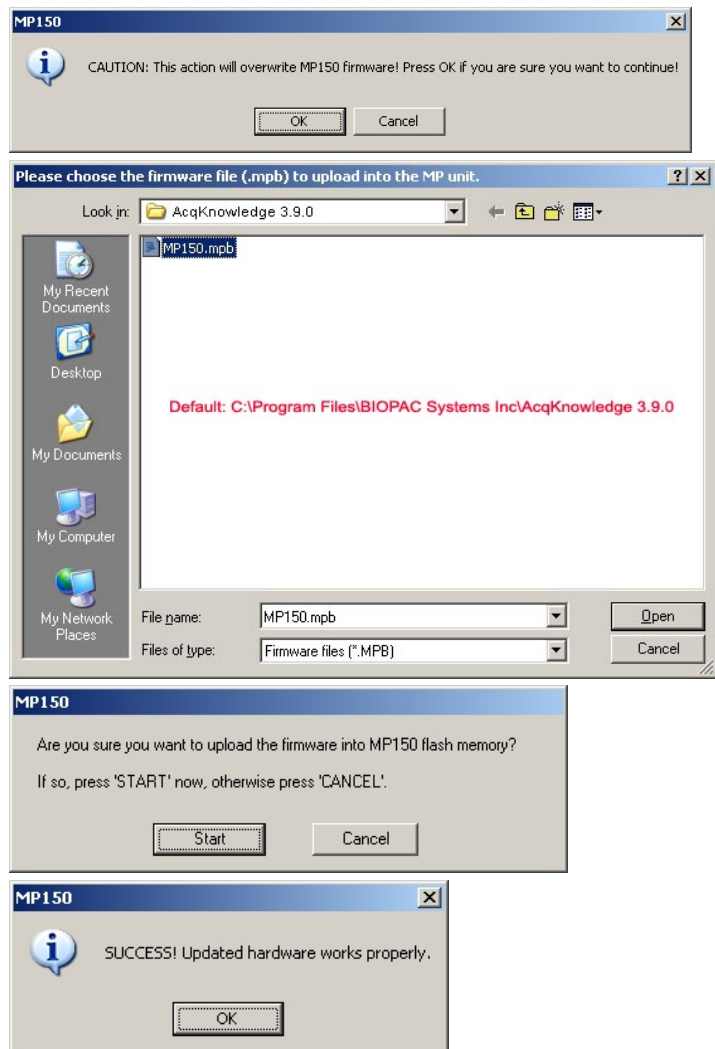 MP150
CAUTION: This action will overwrite MP150 firmware! Press OK if you are sure you want to continue!
OK Cancel
Please choose the firmware file (.mpb) to upload into the MP unit.
Look in: AcqKnowledge 3.9.0
MP150.mpb
My Recent
Documents
Desktop
My Documents
My Computer
My Network
Places
Default: C:\Program Files\BIOPAC Systems Inc\AcqKnowledge 3.9.0
File name: MP150.mpb Open
Files of type: Firmware files (*.MPB) Cancel
MP150
Are you sure you want to upload the firmware into MP150 flash memory?
If so, press 'START' now, otherwise press 'CANCEL'.
Start Cancel
MP150
SUCCESS! Updated hardware works properly.
OK